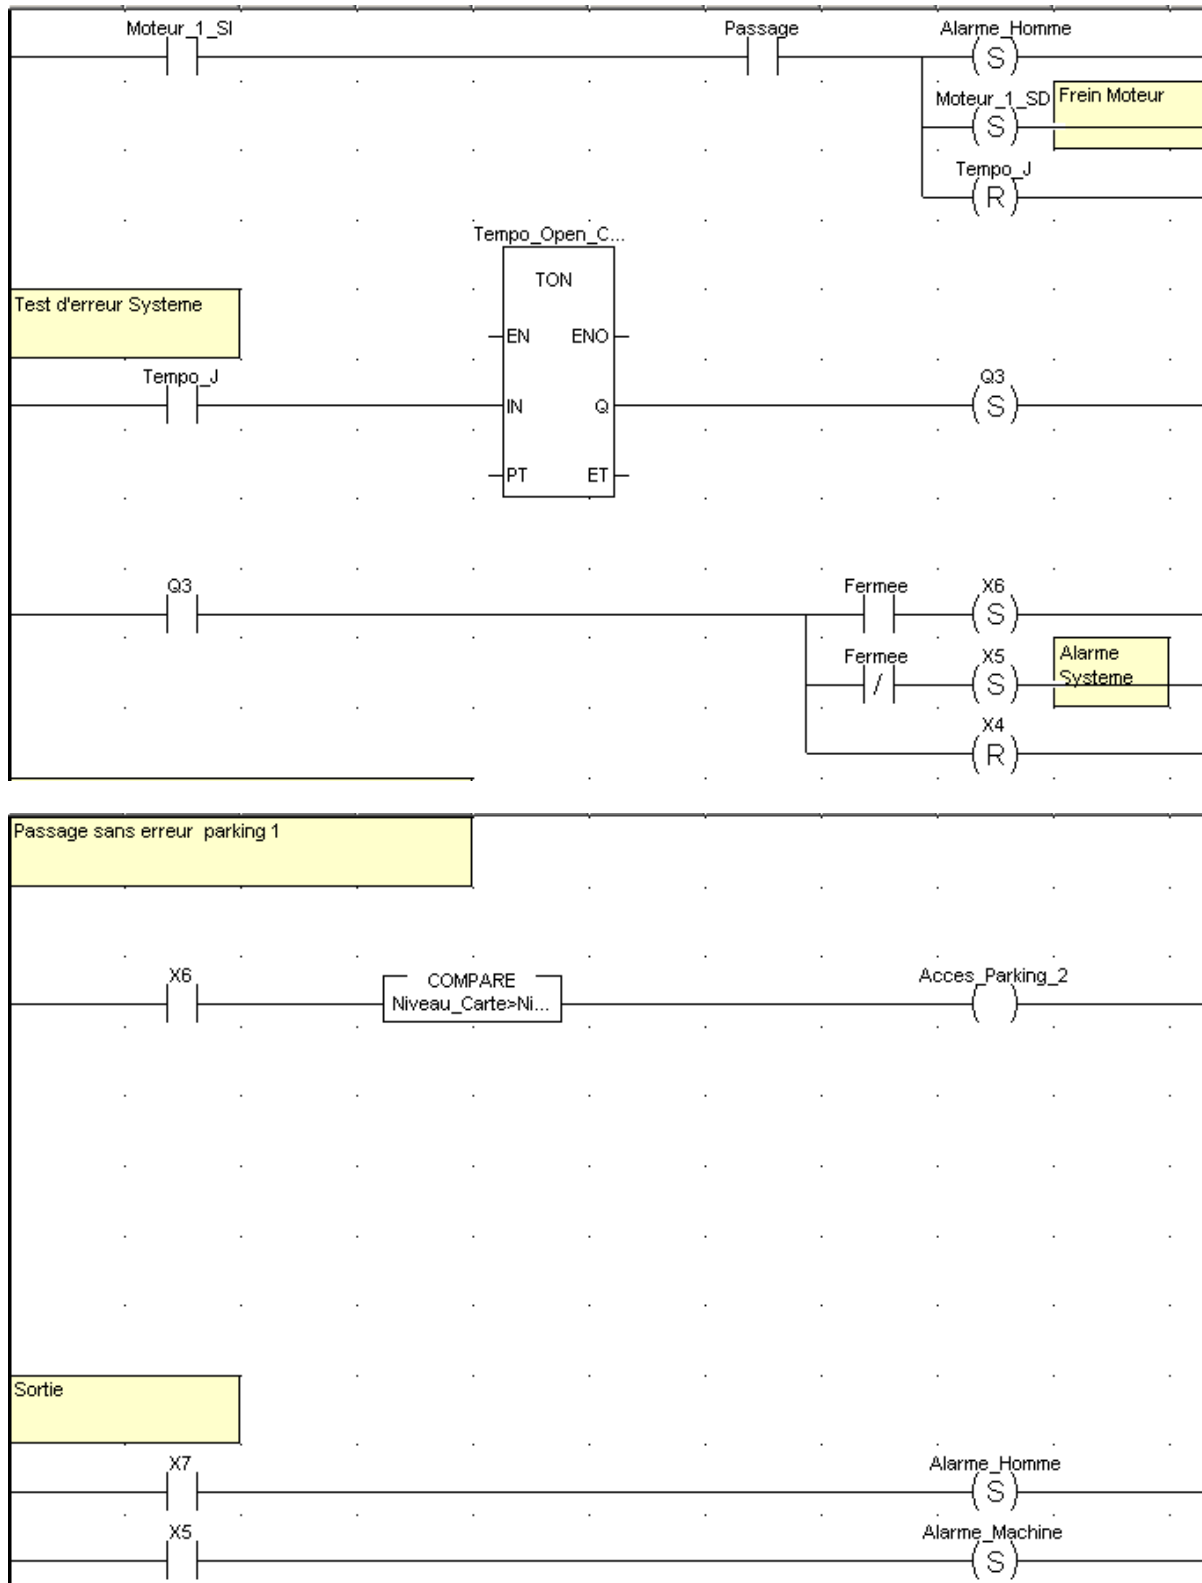 Moteur_1_SI Passage Alarme_Homme
S
Moteur_1_SD Frein Moteur
S
Tempo_J
R
Tempo_Open_C...
TON
Test d'erreur Systeme
EN ENO
Tempo_J Q3
IN Q S
PT ET
Q3 Fermee X6
S
Fermee X5 Alarme
/ S Systeme
X4
R
Passage sans erreur parking 1
X6 COMPARE Acces_Parking_2
Niveau_Carte>Ni...
Sortie
X7 Alarme_Homme
S
X5 Alarme_Machine
S